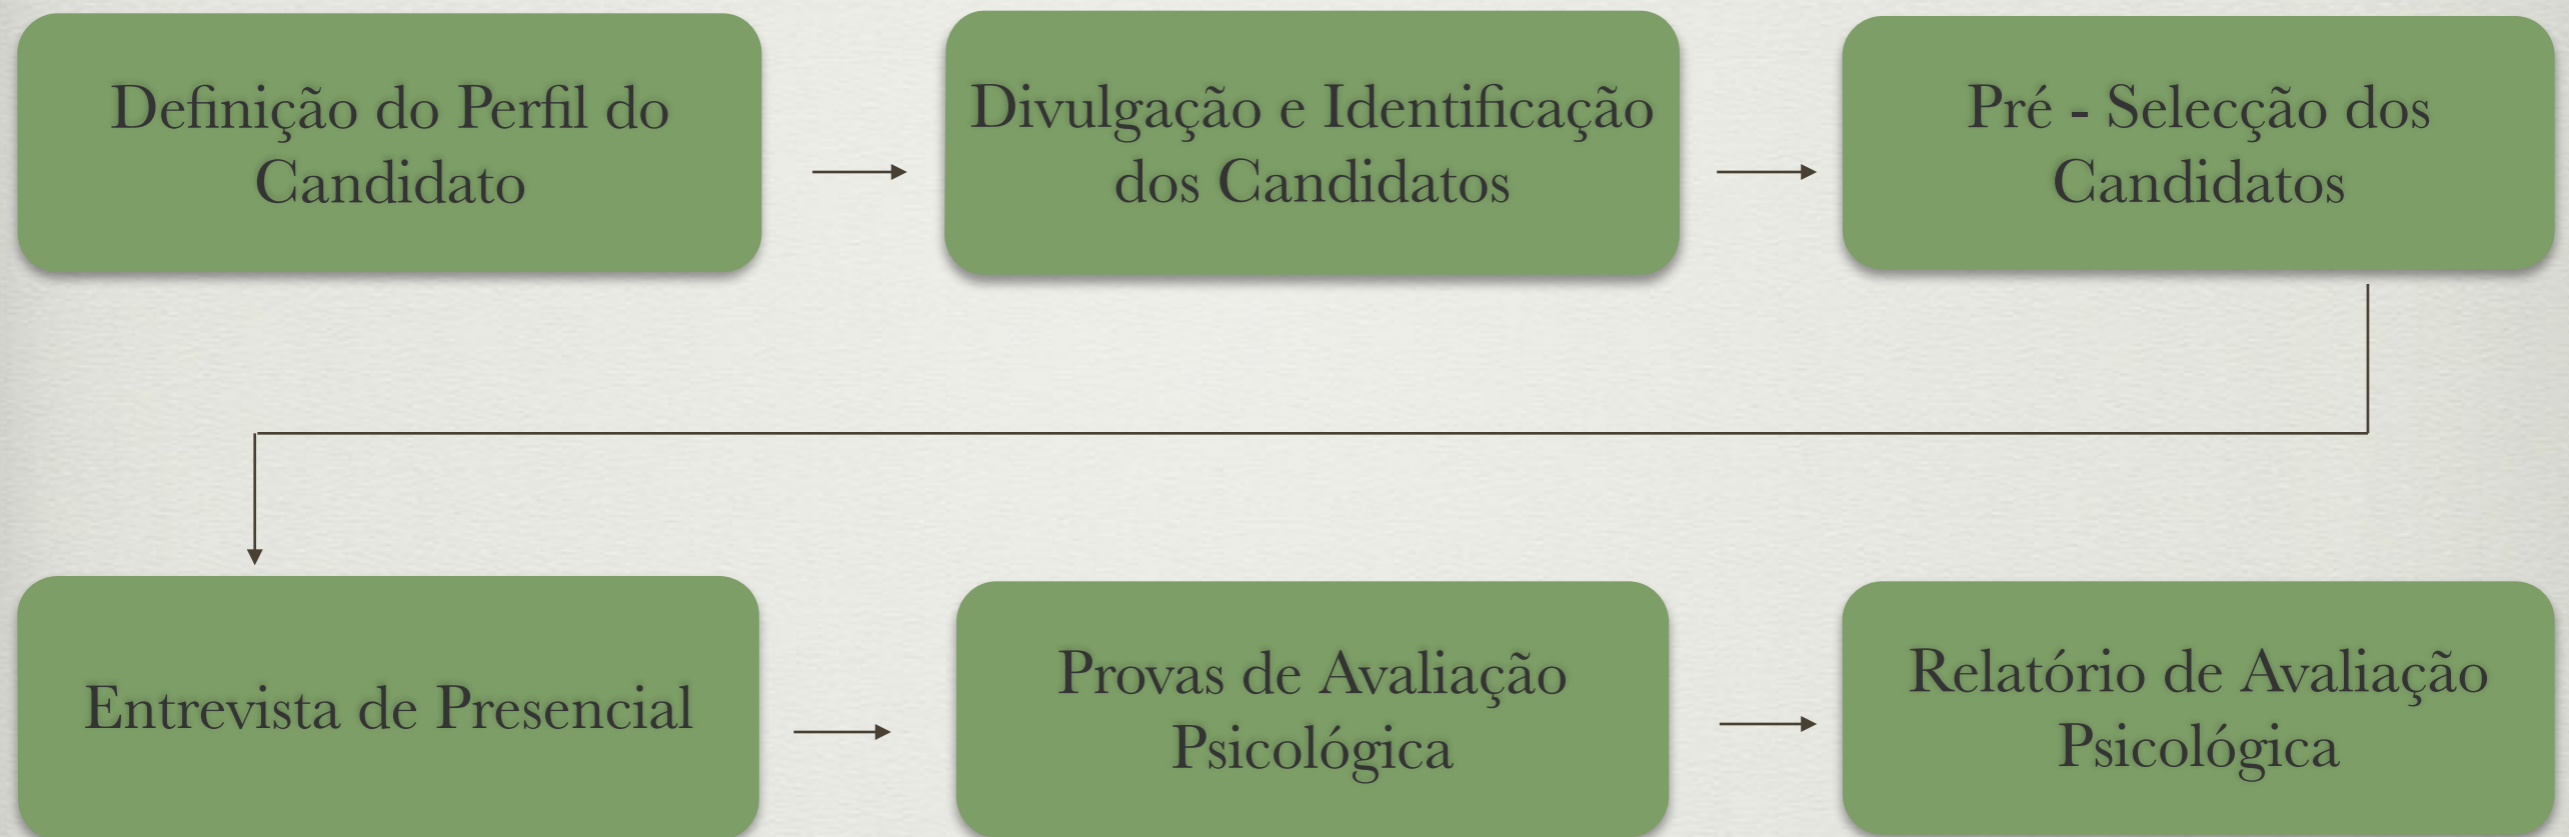 Definição do Perfil do
Candidato
Divulgação e Identificação
dos Candidatos
Pré - Selecção dos
Candidatos
Entrevista de Presencial
Provas de Avaliação
Psicológica
Relatório de Avaliação
Psicológica